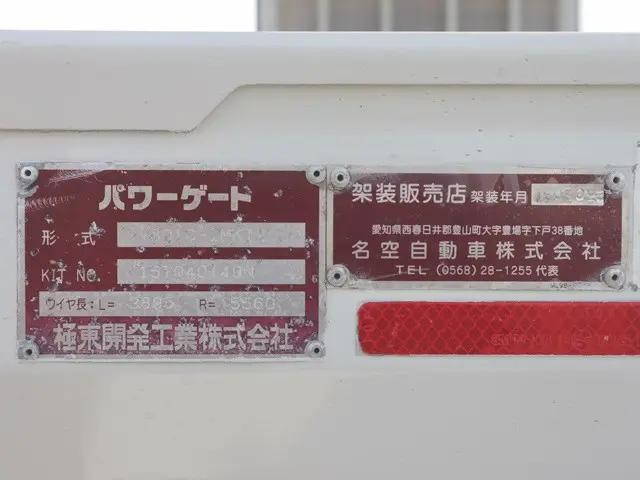 パワーゲート
形 式
KIT NO.
ワイヤ長:L= R= 5560
極東開発工業株式会社
架装販売店 架装年月
愛知県西春日井郡豊山町大字豊場字下戸38番地
名空自動車株式会社
TEL (0568) 28-1255 代表